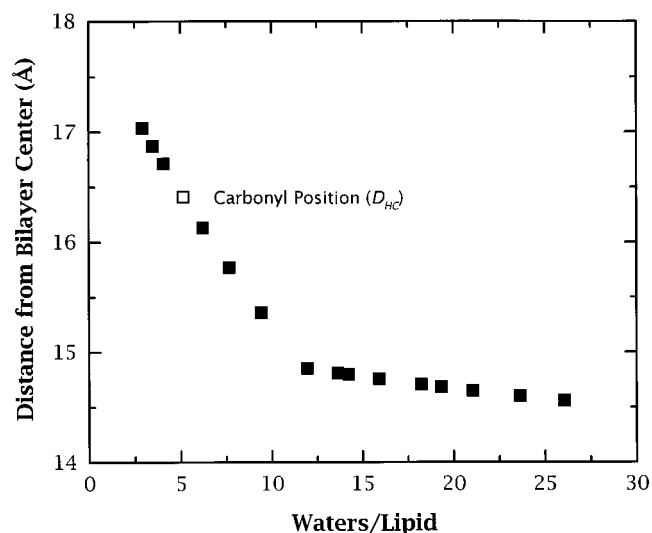 18
17
16
15
14
Distance from Bilayer Center (Å)
Carbonyl Position (D_HC)
0 5 10 15 20 25 30
Waters/Lipid